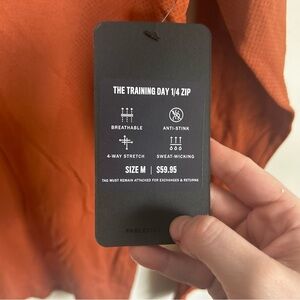 THE TRAINING DAY 1/4 ZIP
BREATHABLE
ANTI-STINK
4-WAY STRETCH
SWEAT-WICKING
SIZE M | $59.95
TAG MUST REMAIN ATTACHED FOR EXCHANGES & RETURNS